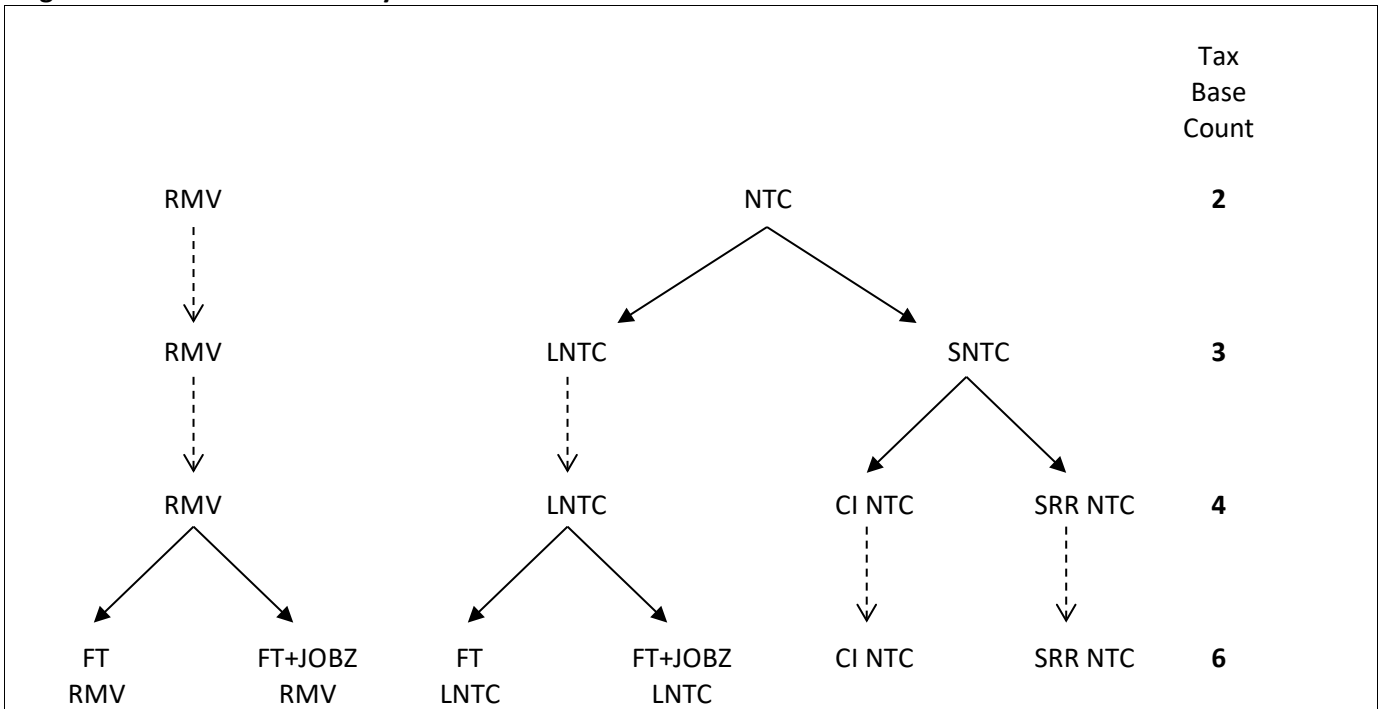 Tax
Base
Count
RMV NTC 2
RMV LNTC SNTC 3
RMV LNTC CI NTC SRR NTC 4
FT FT+JOBZ FT FT+JOBZ CI NTC SRR NTC 6
RMV RMV LNTC LNTC